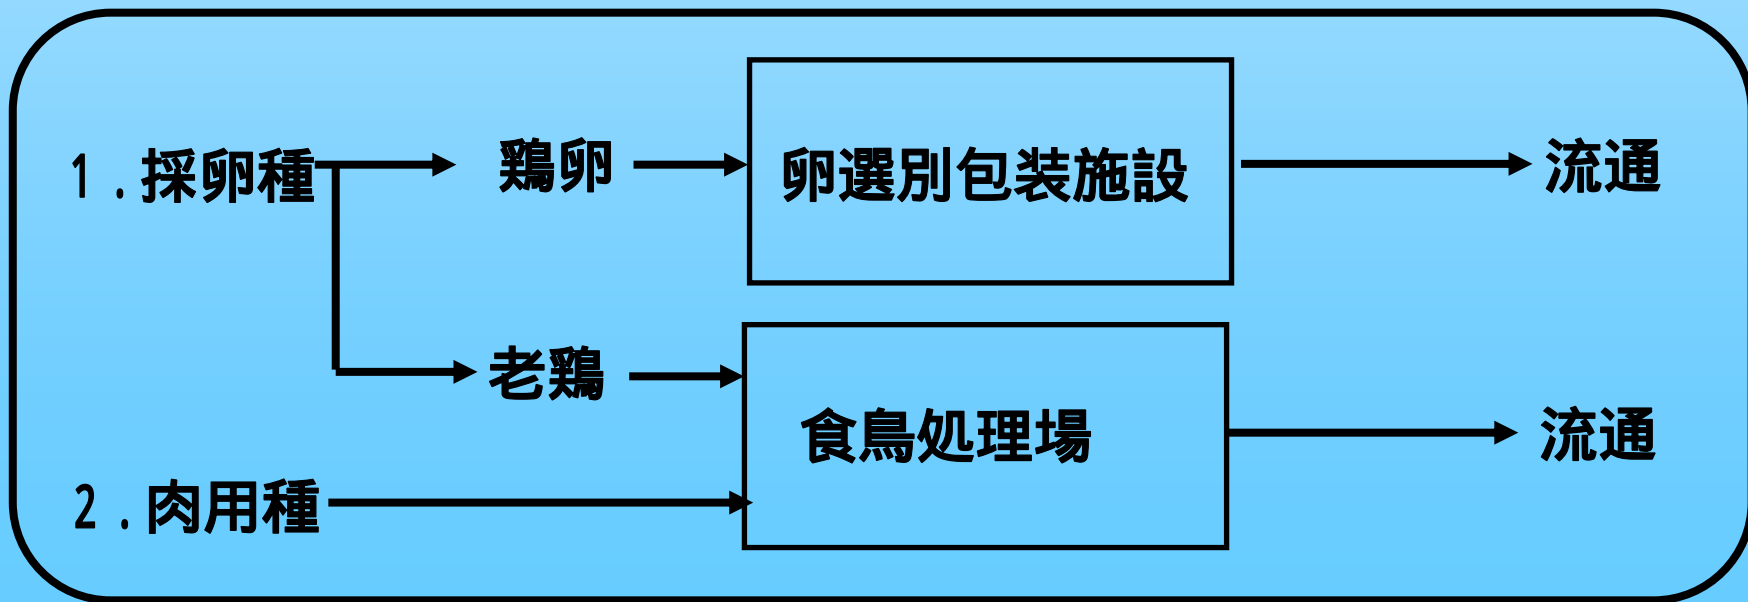 1．採卵種
鶏卵
卵選別包装施設
流通
老鶏
食鳥処理場
流通
2．肉用種